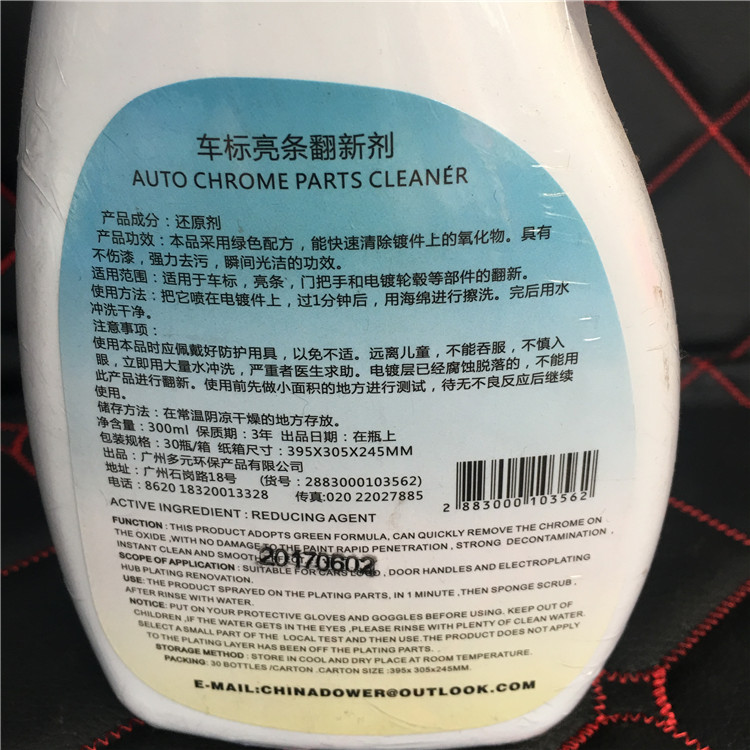 车标亮条翻新剂
AUTO CHROME PARTS CLEANÉR
产品成分：还原剂
产品功效：本品采用绿色配方，能快速清除镀件上的氧化物。具有
不伤漆，强力去污，瞬间光洁的功效。
适用范围：适用于车标，亮条，门把手和电镀轮毂等部件的翻新。
使用方法：把它喷在电镀件上，过1分钟后，用海绵进行擦洗。完后用水
冲洗干净。
注意事项：
使用本品时应佩戴好防护用具，以免不适。远离儿童，不能吞服，不慎入
眼，立即用大量水冲洗，严重者医生求助。电镀层已经腐蚀脱落的，不能用
此产品进行翻新。使用前先做小面积的地方进行测试，待无不良反应后继续
使用。
储存方法：在常温阴凉干燥的地方存放。
净含量：300ml 保质期：3年 出品日期：在瓶上
包装规格：30瓶/箱 纸箱尺寸：395X305X245MM
出品：广州多元环保产品有限公司
地址：广州石岗路18号 （货号：2883000103562)
电话：8620 18320013328 传真:020 22027885
2 883000 103562
ACTIVE INGREDIENT : REDUCING AGENT
FUNCTION : THIS PRODUCT ADOPTS GREEN FORMULA, CAN QUICKLY REMOVE THE CHROME ON
THE OXIDE ,WITH NO DAMAGE TO THE PAINT RAPID PENETRATION , STRONG DECONTAMINATION ,
INSTANT CLEAN AND SMOOTH
20170602
SCOPE OF APPLICATION : SUITABLE FOR CARS LOGO , DOOR HANDLES AND ELECTROPLATING
HUB PLATING RENOVATION.
USE: THE PRODUCT SPRAYED ON THE PLATING PARTS, IN 1 MINUTE ,THEN SPONGE SCRUB ,
AFTER RINSE WITH WATER.
NOTICE: PUT ON YOUR PROTECTIVE GLOVES AND GOGGLES BEFORE USING. KEEP OUT OF
CHILDREN ,IF THE WATER GETS IN THE EYES ,PLEASE RINSE WITH PLENTY OF CLEAN WATER.
SELECT A SMALL PART OF THE LOCAL TEST AND THEN USE.THE PRODUCT DOES NOT APPLY
TO THE PLATING LAYER HAS BEEN OFF THE PLATING PARTS. .
STORAGE METHOD : STORE IN COOL AND DRY PLACE AT ROOM TEMPERATURE.
PACKING: 30 BOTTLES /CARTON .CARTON SIZE :395x 305x245MM.
E-MAIL:CHINADOWER@OUTLOOK.COM